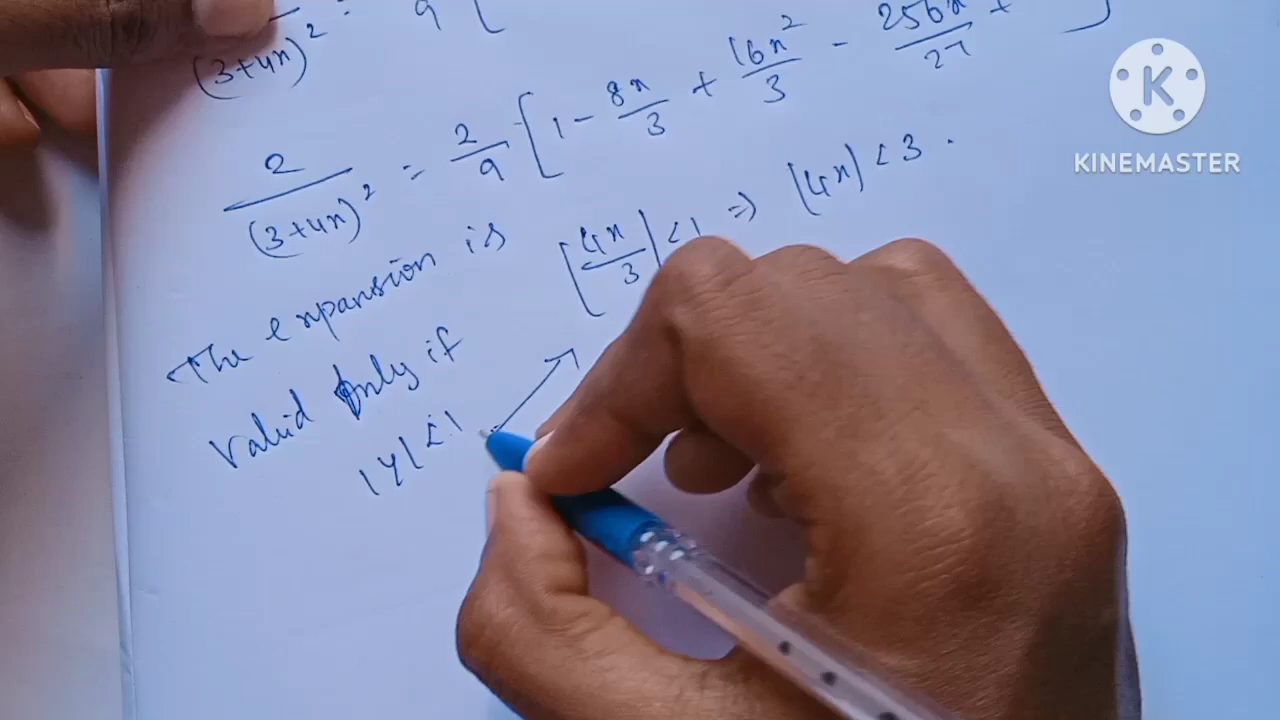 (3+4x)² = 9 [
2/(3+4x)² = 2/9 [1 - 8x/3 + 16x²/3 - 256x/27 + ]
The expansion is |4x/3| < 1 ⇒ |4x| < 3.
valid only if
|y| < 1
K
KINEMASTER